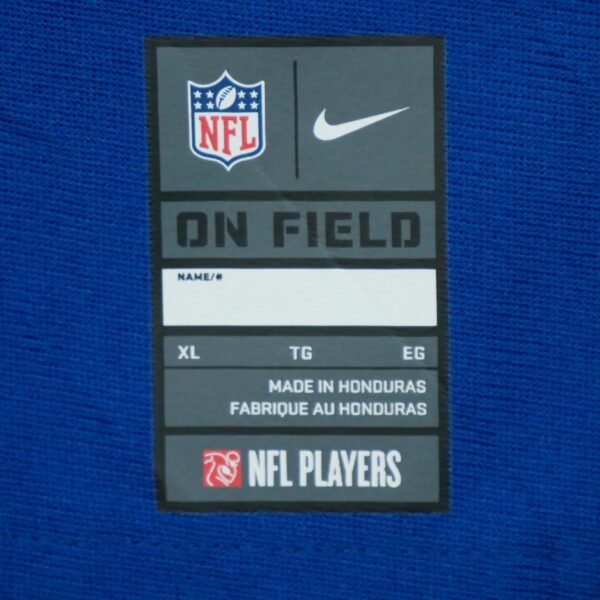 NFL
ON FIELD
NAME/#
XL TG EG
MADE IN HONDURAS
FABRIQUE AU HONDURAS
NFL PLAYERS